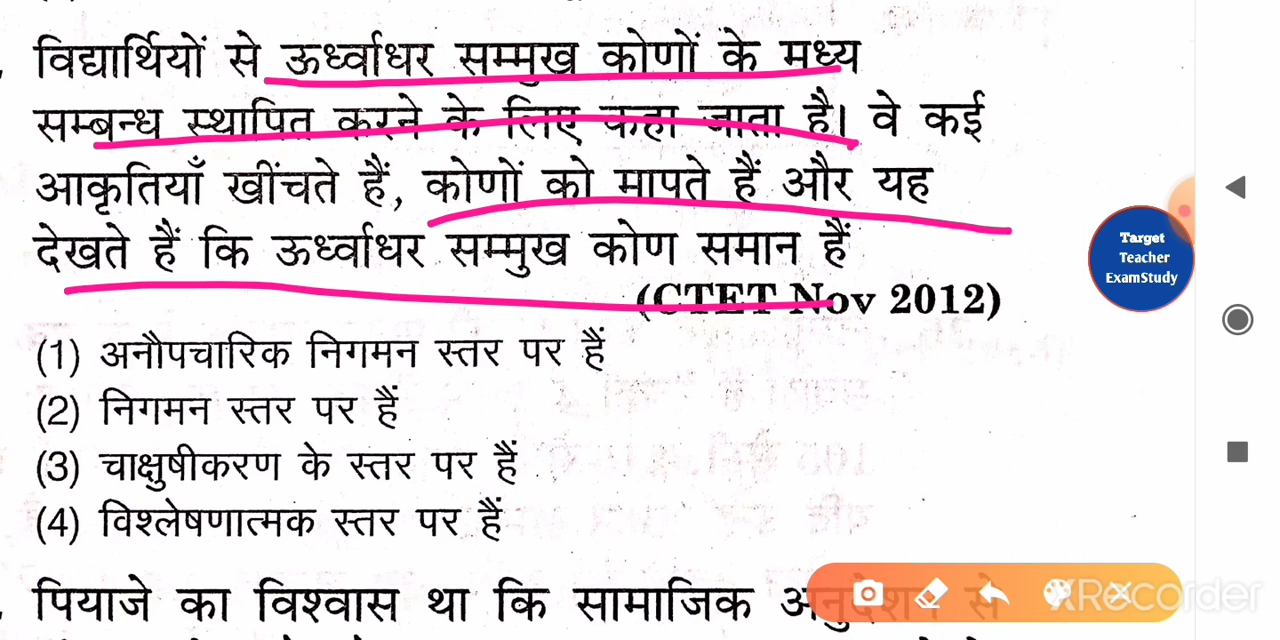 विद्यार्थियों से ऊर्ध्वाधर सम्मुख कोणों के मध्य
सम्बन्ध स्थापित करने के लिए कहा जाता है। वे कई
आकृतियाँ खींचते हैं, कोणों को मापते हैं और यह
देखते हैं कि ऊर्ध्वाधर सम्मुख कोण समान हैं
(CTET Nov 2012)
(1) अनौपचारिक निगमन स्तर पर हैं
(2) निगमन स्तर पर हैं
(3) चाक्षुषीकरण के स्तर पर हैं
(4) विश्लेषणात्मक स्तर पर हैं
पियाजे का विश्वास था कि सामाजिक अनुदेशन से
Target
Teacher
ExamStudy
XRecorder